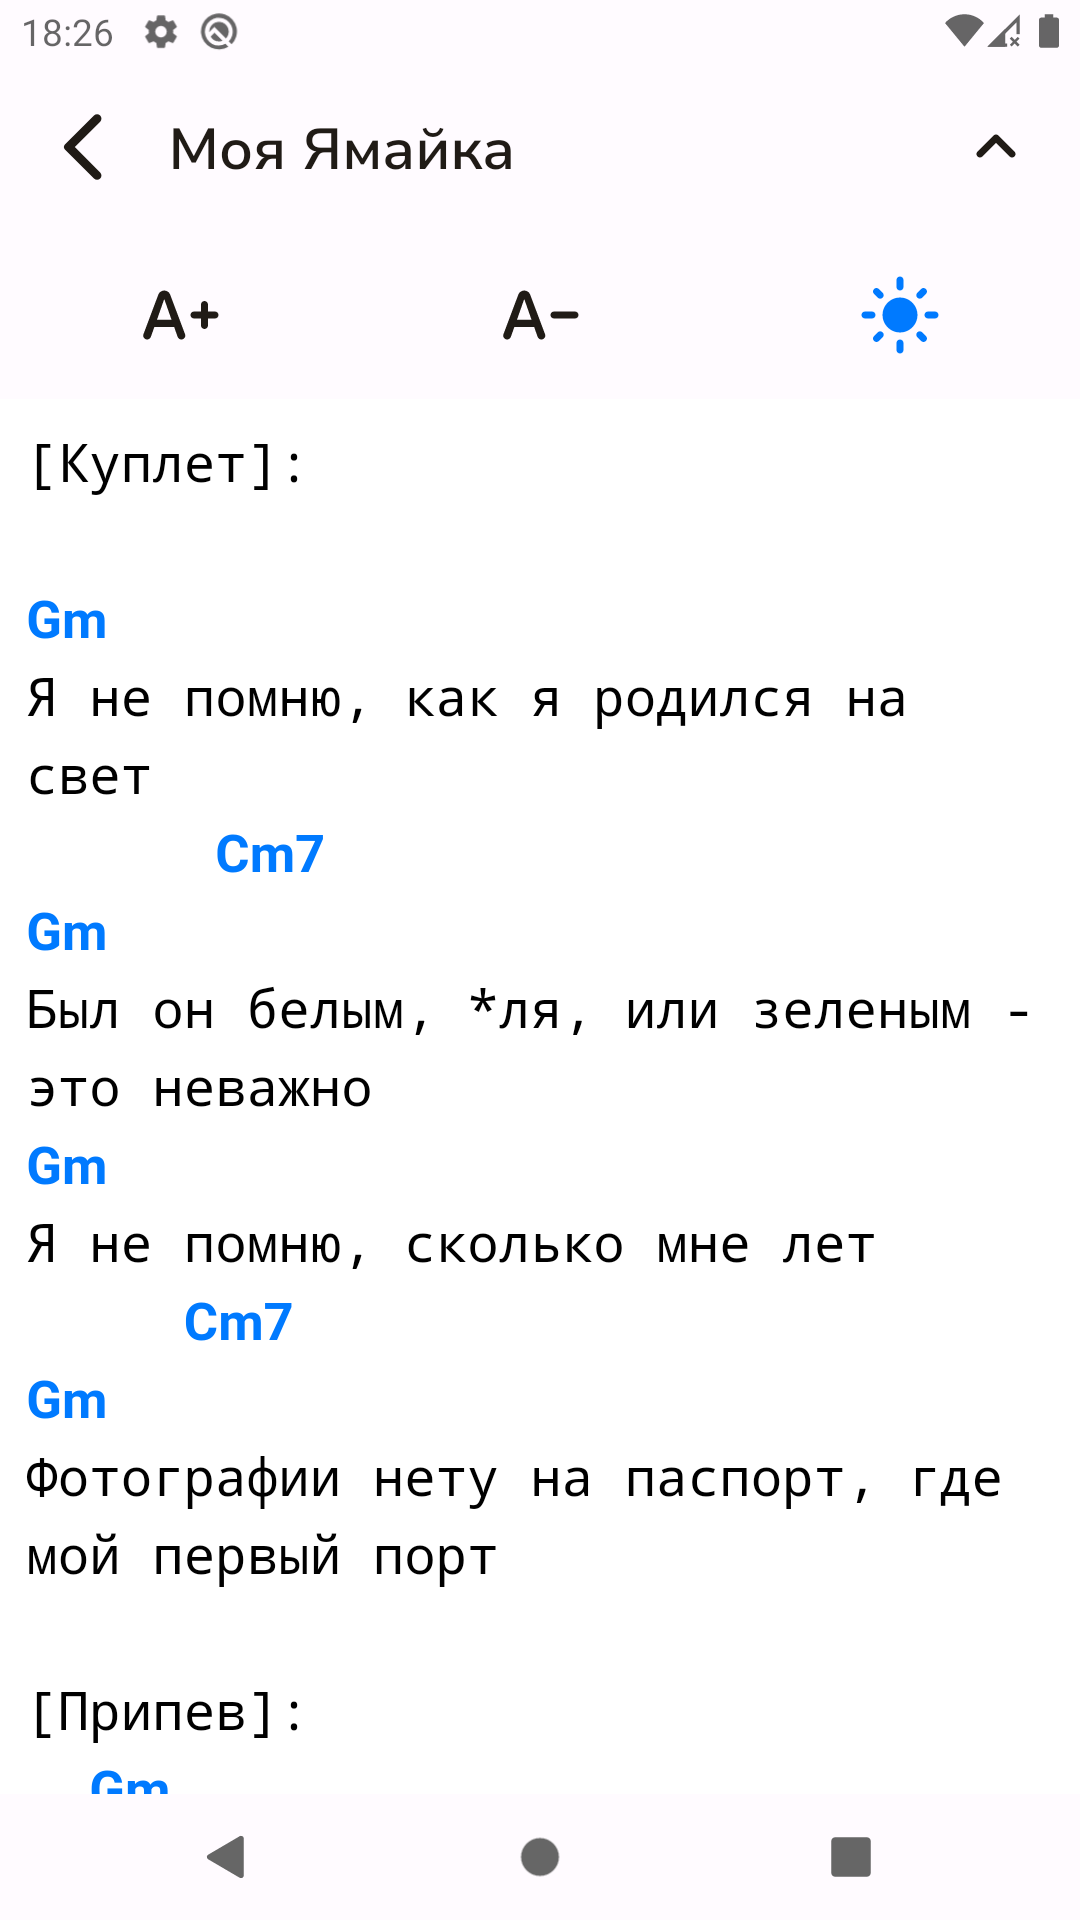 18:26
Моя Ямайка
A+ A-
[Куплет]:
Gm
Я не помню, как я родился на
свет
Cm7
Gm
Был он белым, *ля, или зеленым -
это неважно
Gm
Я не помню, сколько мне лет
Cm7
Gm
Фотографии нету на паспорт, где
мой первый порт
[Припев]:
Gm